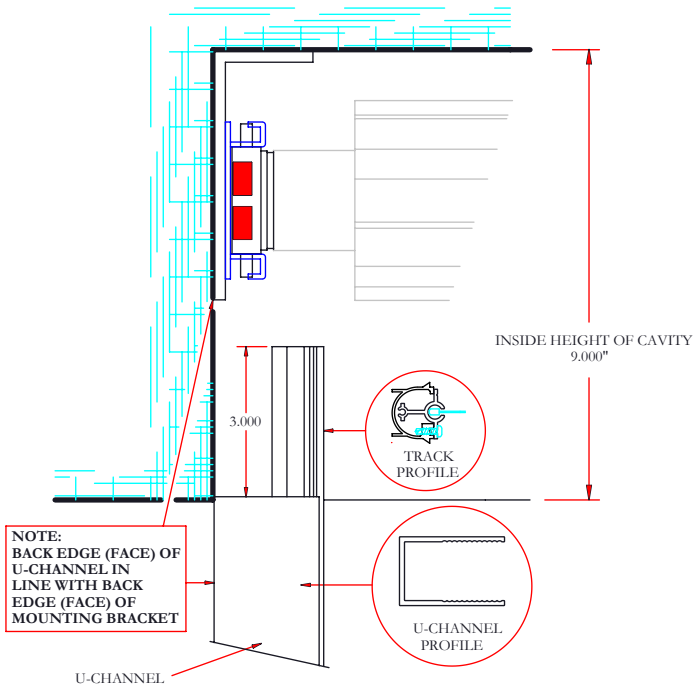 INSIDE HEIGHT OF CAVITY
9.000"
3.000
TRACK
PROFILE
NOTE:
BACK EDGE (FACE) OF
U-CHANNEL IN
LINE WITH BACK
EDGE (FACE) OF
MOUNTING BRACKET
U-CHANNEL
PROFILE
U-CHANNEL